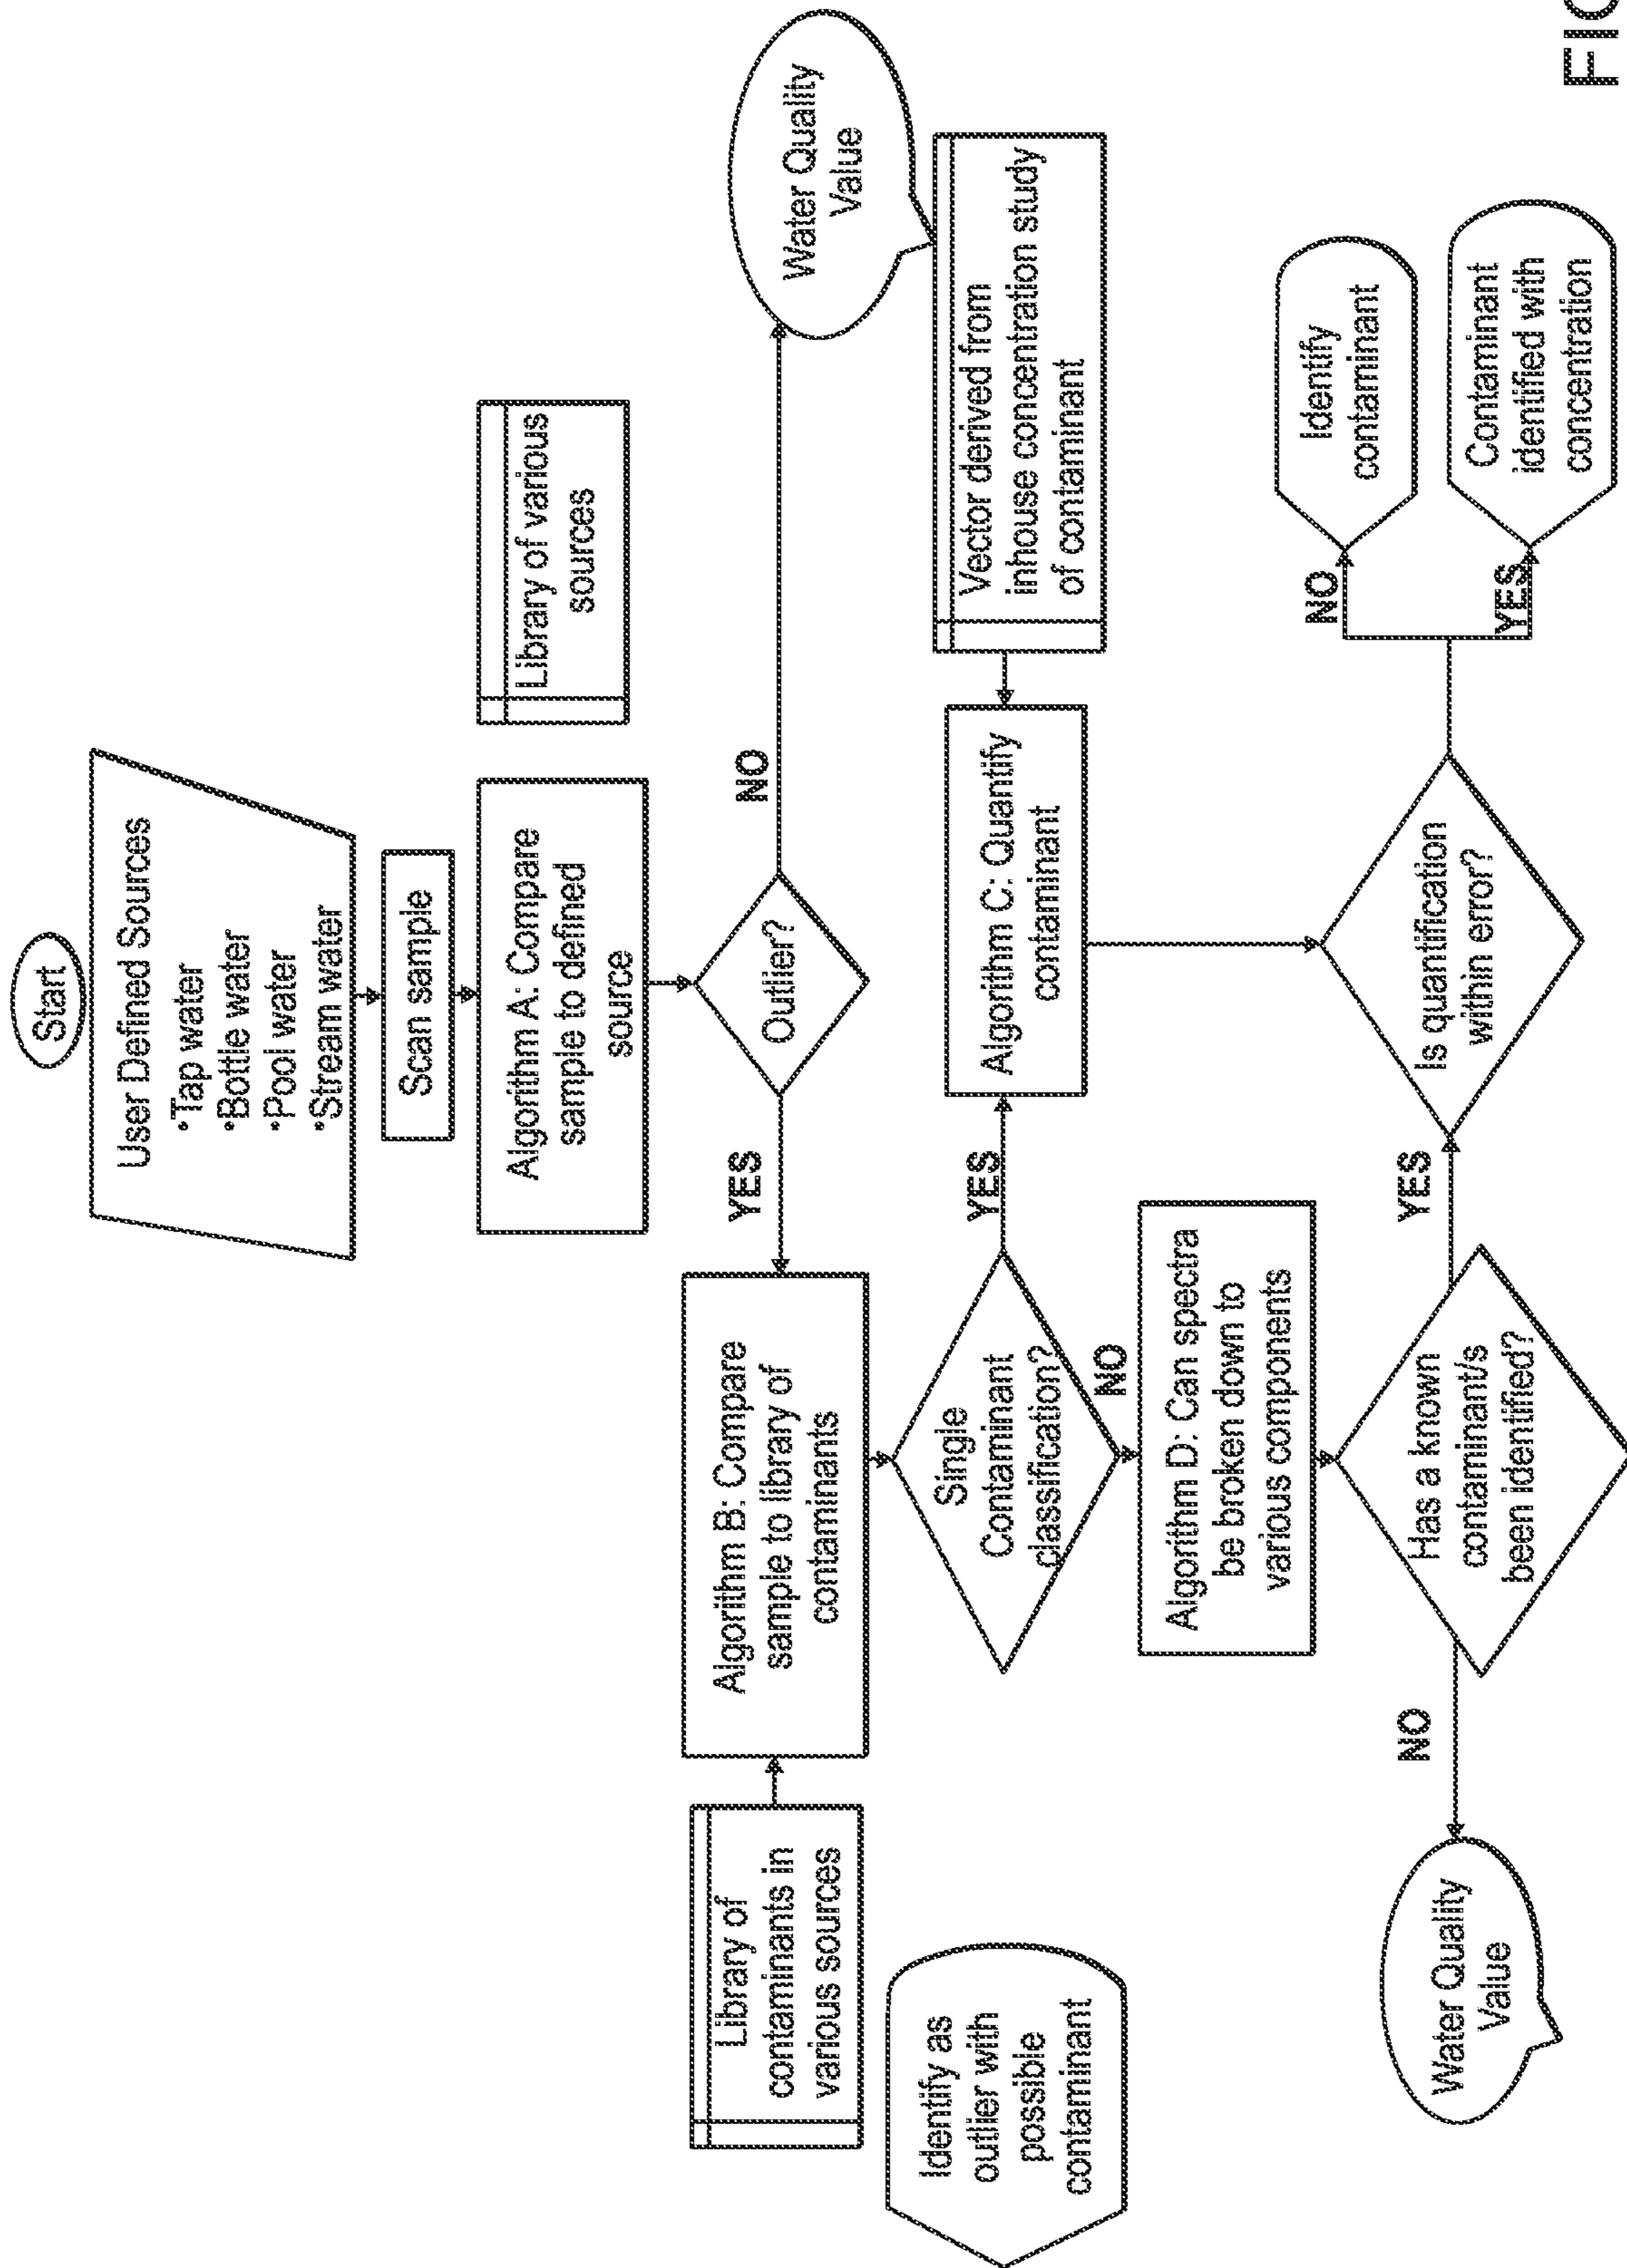 Start
User Defined Sources
•Tap water
•Bottle water
•Pool water
•Stream water
Scan sample
Algorithm A: Compare
sample to defined
source
Library of various
sources
Outlier?
YES
NO
Water Quality
Value
Library of
contaminants in
various sources
Algorithm B: Compare
sample to library of
contaminants
Identify as
outlier with
possible
contaminant
Single
Contaminant
classification?
YES
NO
Algorithm C: Quantify
contaminant
Vector derived from
inhouse concentration study
of contaminant
Algorithm D: Can spectra
be broken down to
various components
Has a known
contaminant/s
been identified?
NO
YES
Water Quality
Value
Is quantification
within error?
NO
YES
Identify
contaminant
Contaminant
identified with
concentration